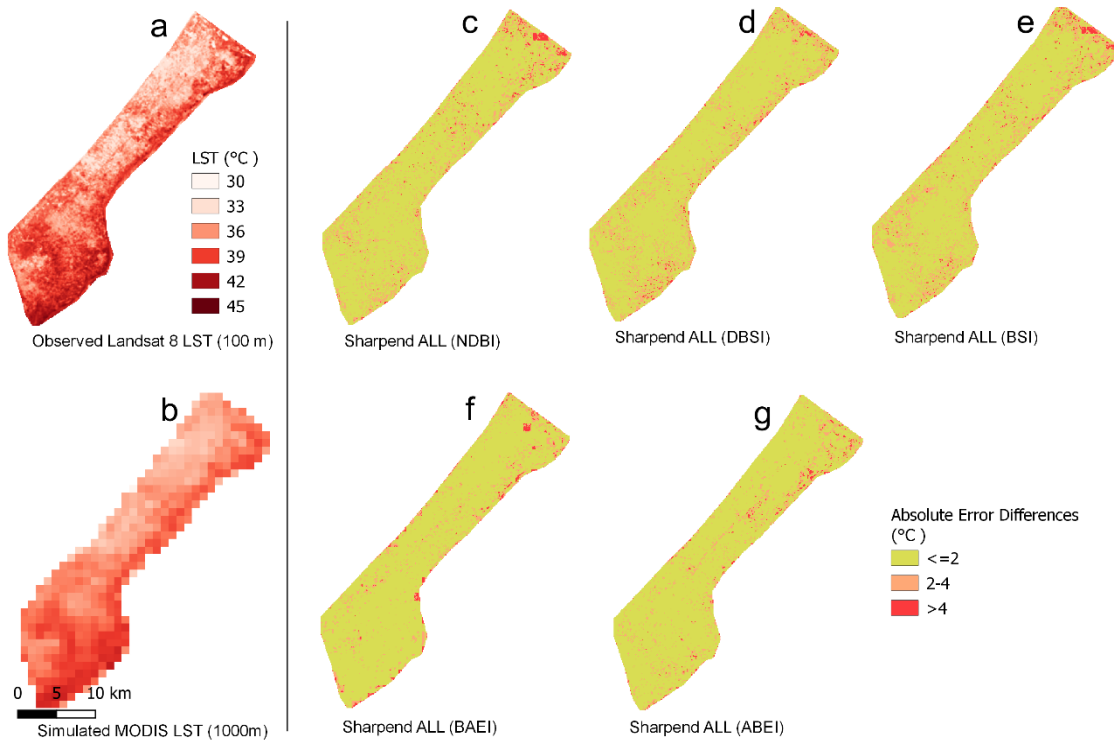 a
LST (°C )
30
33
36
39
42
45
Observed Landsat 8 LST (100 m)
b
0 5 10 km
Simulated MODIS LST (1000m)
c
Sharpend ALL (NDBI)
d
Sharpend ALL (DBSI)
e
Sharpend ALL (BSI)
f
Sharpend ALL (BAEI)
g
Sharpend ALL (ABEI)
Absolute Error Differences
(°C )
<=2
2-4
>4